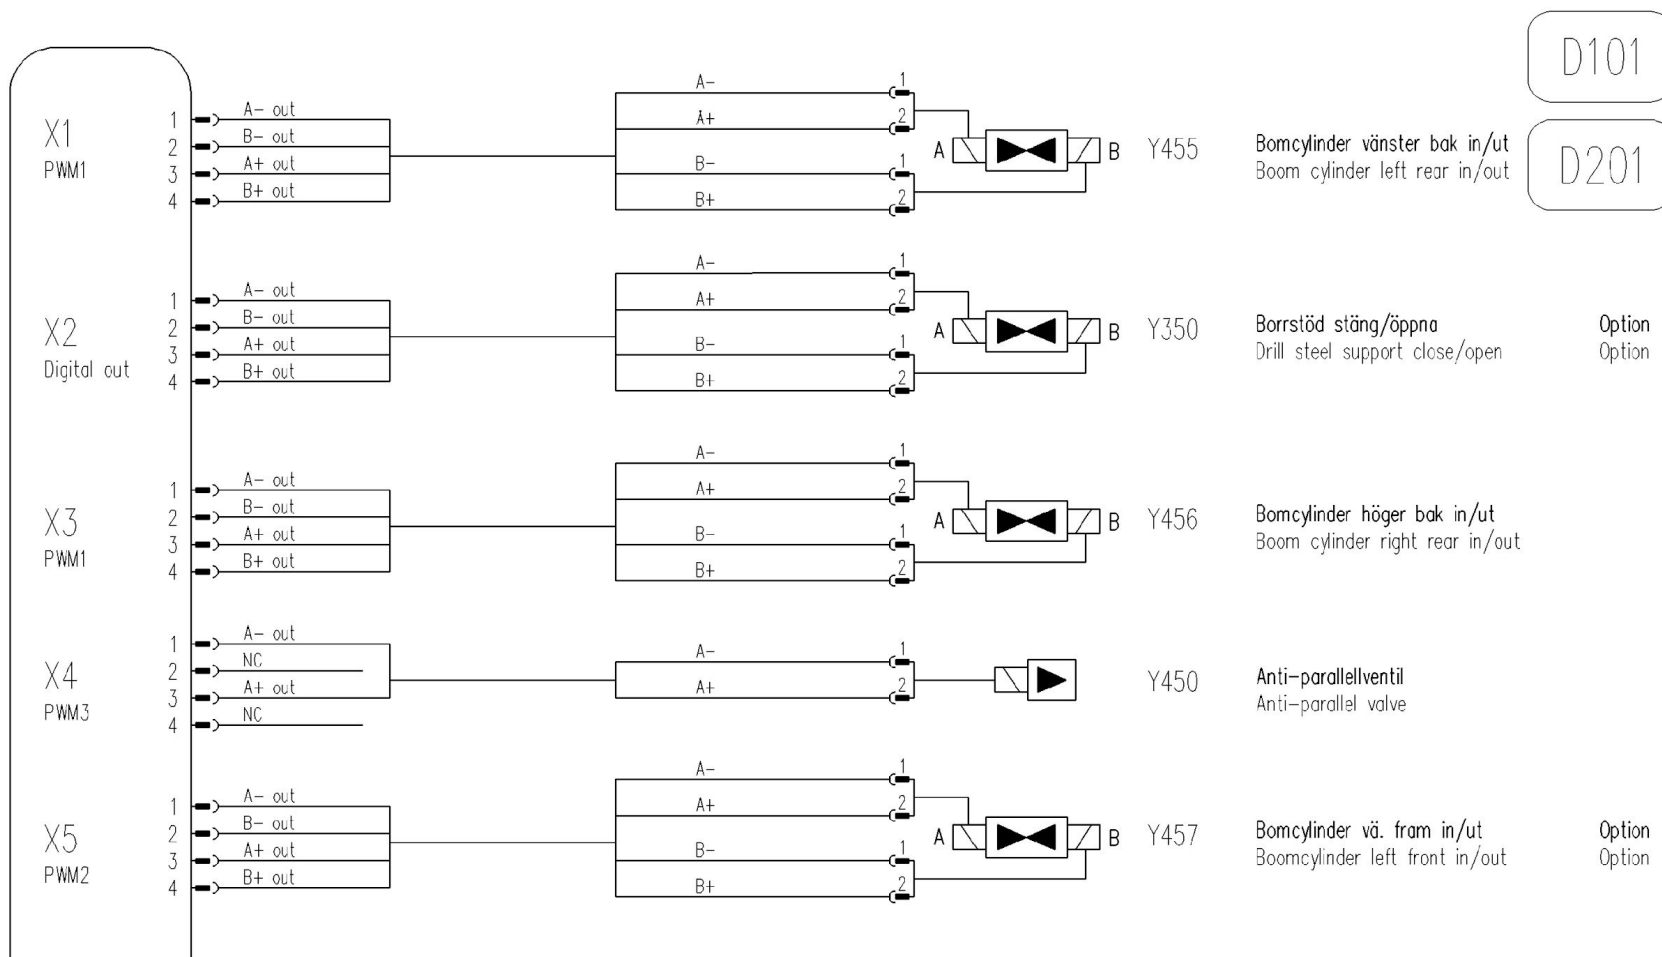 D101
D201
X1
PWM1
1 A- out
2 B- out
3 A+ out
4 B+ out
A- 1
A+ 2
B- 1
B+ 2
A B Y455
Bomcylinder vänster bak in/ut
Boom cylinder left rear in/out
X2
Digital out
1 A- out
2 B- out
3 A+ out
4 B+ out
A- 1
A+ 2
B- 1
B+ 2
A B Y350
Borrstöd stäng/öppna Option
Drill steel support close/open Option
X3
PWM1
1 A- out
2 B- out
3 A+ out
4 B+ out
A- 1
A+ 2
B- 1
B+ 2
A B Y456
Bomcylinder höger bak in/ut
Boom cylinder right rear in/out
X4
PWM3
1 A- out
2 NC
3 A+ out
4 NC
A- 1
A+ 2
Y450
Anti-parallellventil
Anti-parallel valve
X5
PWM2
1 A- out
2 B- out
3 A+ out
4 B+ out
A- 1
A+ 2
B- 1
B+ 2
A B Y457
Bomcylinder vä. fram in/ut Option
Boomcylinder left front in/out Option